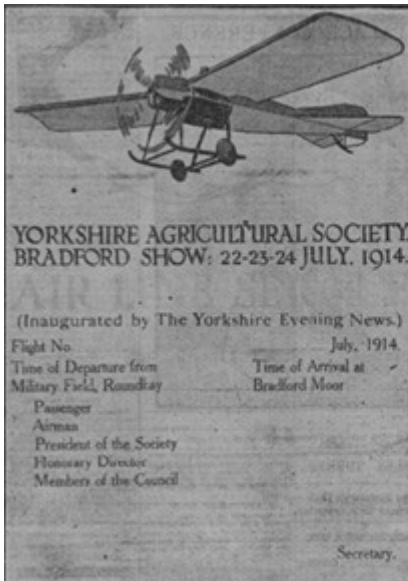 YORKSHIRE AGRICULTURAL SOCIETY.
BRADFORD SHOW: 22-23-24 JULY, 1914.
(Inaugurated by The Yorkshire Evening News.)
Flight No July, 1914.
Time of Departure from Time of Arrival at
Military Field, Roundhay Bradford Moor
Passenger
Airman
President of the Society
Honorary Director
Members of the Council
Secretary.